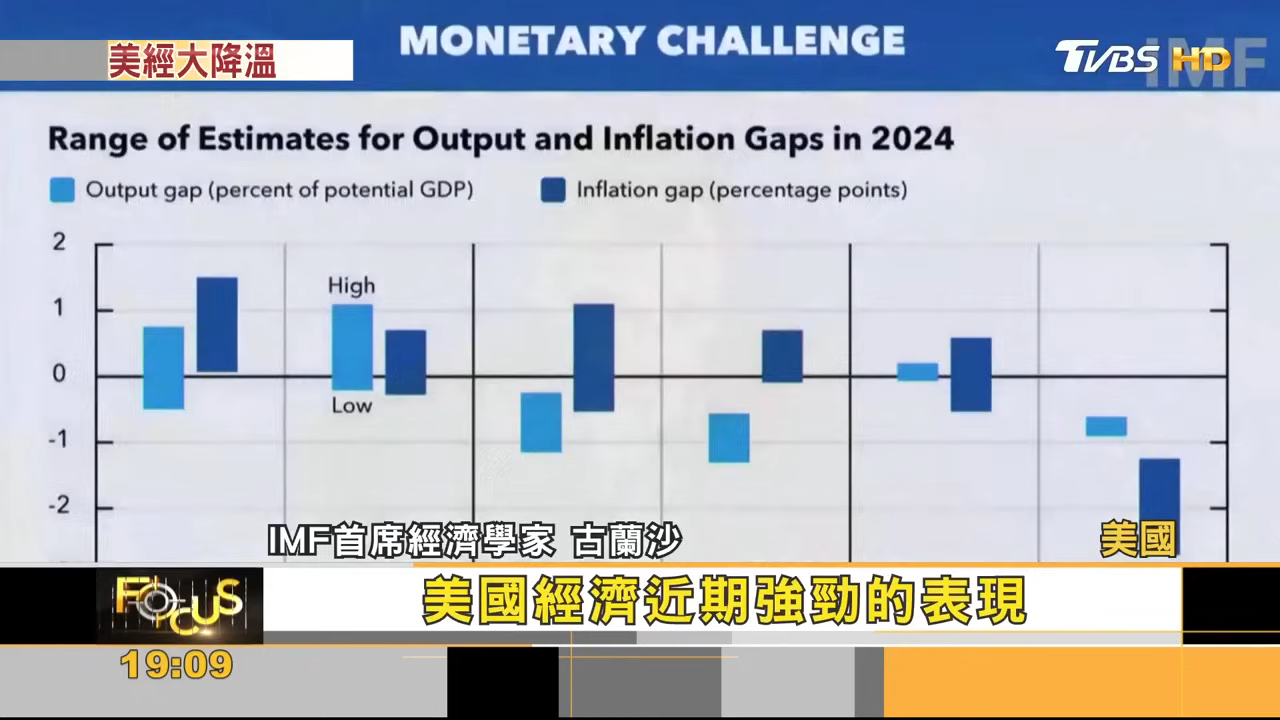 MONETARY CHALLENGE
美經大降溫
TVBS HD
IMF
Range of Estimates for Output and Inflation Gaps in 2024
Output gap (percent of potential GDP)
Inflation gap (percentage points)
2
High
1
0
Low
-1
-2
IMF首席經濟學家 古蘭沙
美國
FOCUS
美國經濟近期強勁的表現
19:09